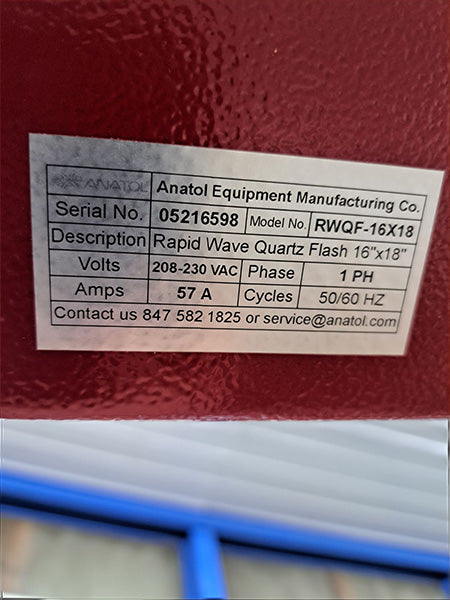 ANATOL Anatol Equipment Manufacturing Co.
Serial No. 05216598 Model No. RWQF-16X18
Description Rapid Wave Quartz Flash 16"x18"
Volts 208-230 VAC Phase 1 PH
Amps 57 A Cycles 50/60 HZ
Contact us 847 582 1825 or service@anatol.com